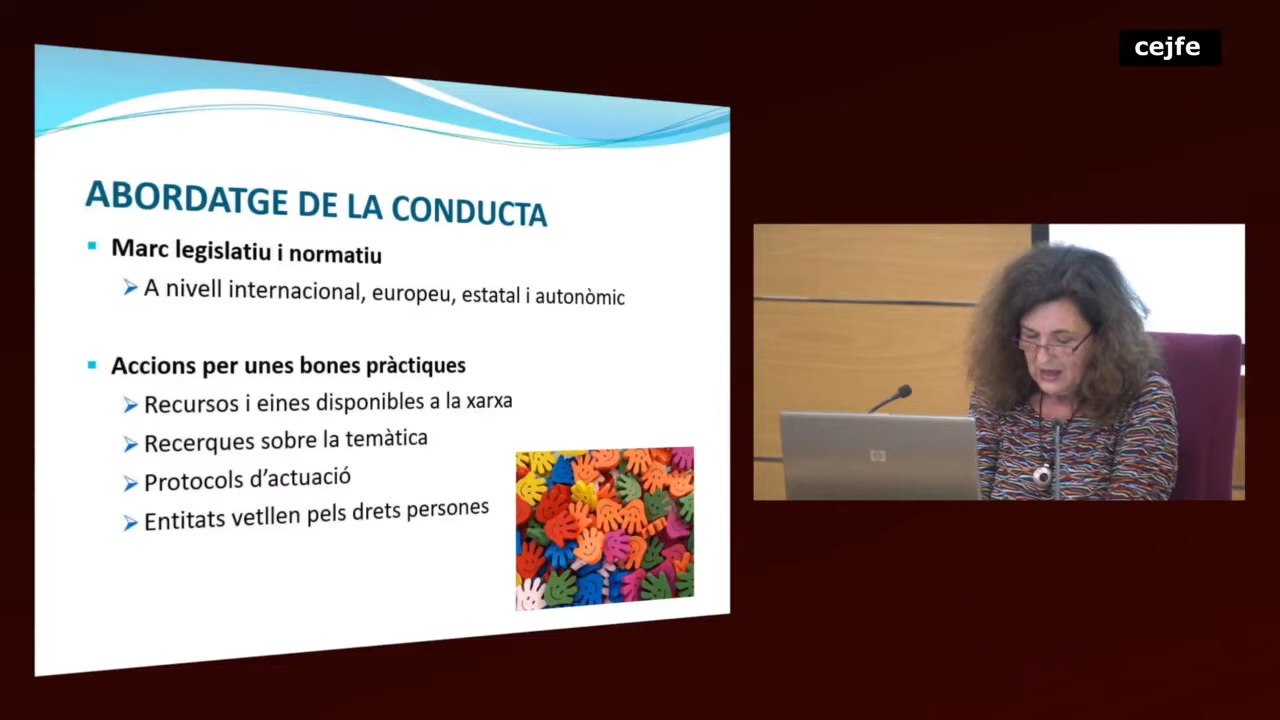 cejfe
ABORDATGE DE LA CONDUCTA
Marc legislatiu i normatiu
A nivell internacional, europeu, estatal i autonòmic
Accions per unes bones pràctiques
Recursos i eines disponibles a la xarxa
Recerques sobre la temàtica
Protocols d'actuació
Entitats vetllen pels drets persones
hp